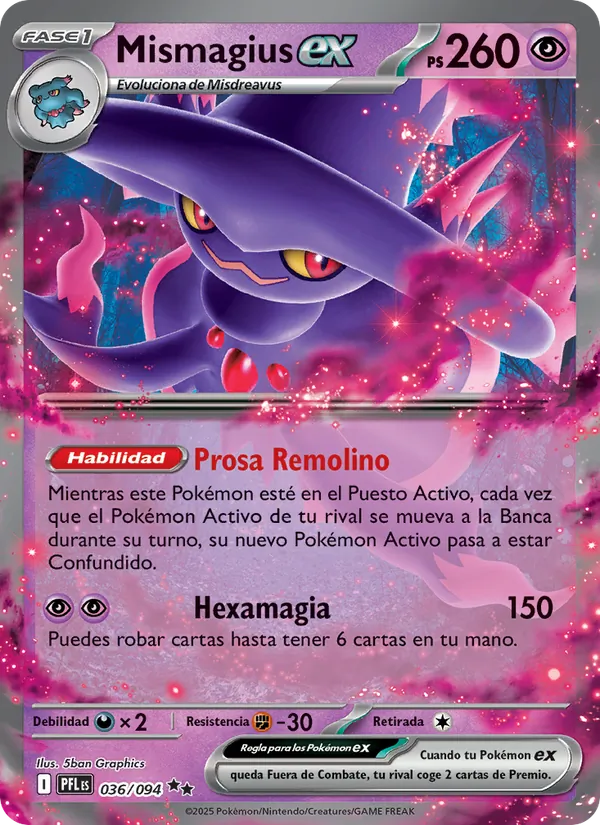 FASE 1
Mismagius ex
PS 260
Evoluciona de Misdreavus
Habilidad Prosa Remolino
Mientras este Pokémon esté en el Puesto Activo, cada vez
que el Pokémon Activo de tu rival se mueva a la Banca
durante su turno, su nuevo Pokémon Activo pasa a estar
Confundido.
Hexamagia 150
Puedes robar cartas hasta tener 6 cartas en tu mano.
Debilidad ×2 Resistencia -30 Retirada
Ilus. 5ban Graphics
Regla para los Pokémon ex Cuando tu Pokémon ex
queda Fuera de Combate, tu rival coge 2 cartas de Premio.
I PFL ES 036/094
©2025 Pokémon/Nintendo/Creatures/GAME FREAK